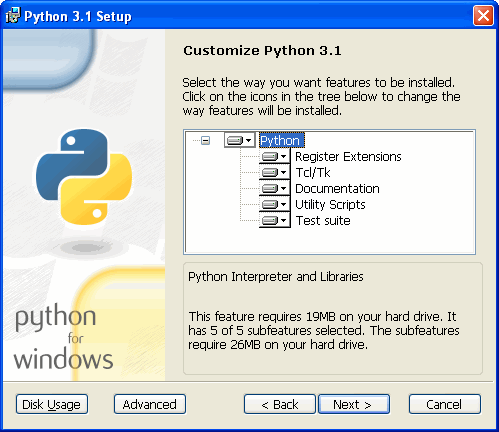 Python 3.1 Setup
Customize Python 3.1
Select the way you want features to be installed.
Click on the icons in the tree below to change the
way features will be installed.
Python
Register Extensions
Tcl/Tk
Documentation
Utility Scripts
Test suite
Python Interpreter and Libraries
This feature requires 19MB on your hard drive. It
has 5 of 5 subfeatures selected. The subfeatures
require 26MB on your hard drive.
python
for
windows
Disk Usage
Advanced
< Back
Next >
Cancel